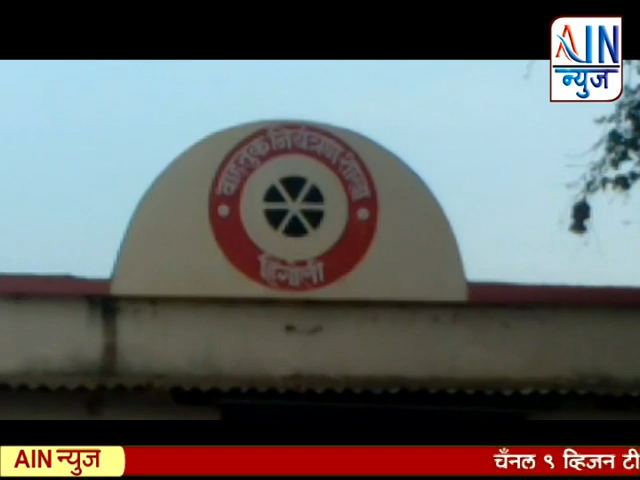 AIN
न्युज
वाहतुक नियंत्रण शाखा
हिंगोली
AIN न्युज
चँनल ९ व्हिजन टी